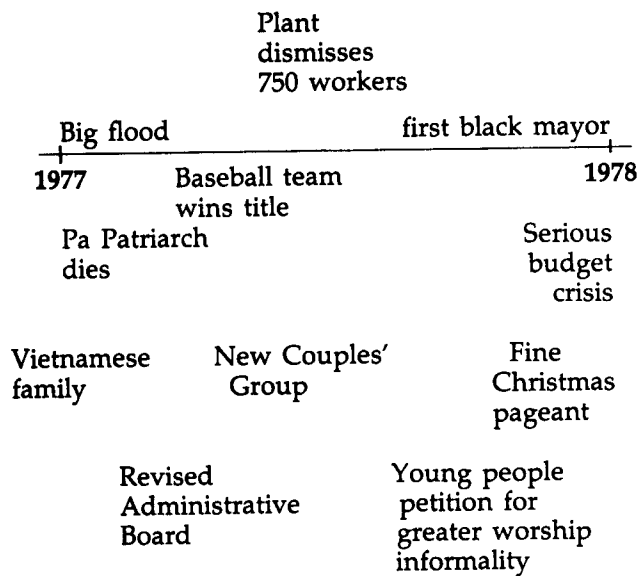 Plant
dismisses
750 workers
Big flood
first black mayor
1977
Baseball team
wins title
1978
Pa Patriarch
dies
Serious
budget
crisis
Vietnamese
family
New Couples'
Group
Fine
Christmas
pageant
Revised
Administrative
Board
Young people
petition for
greater worship
informality